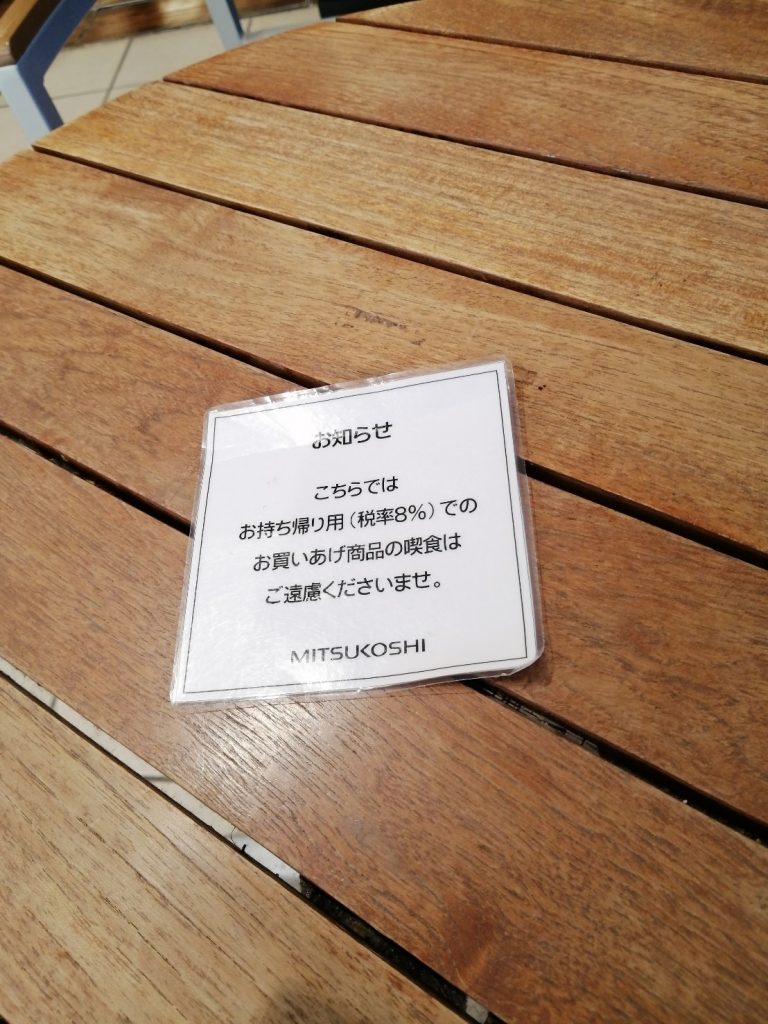 お知らせ
こちらでは
お持ち帰り用(税率8%)での
お買いあげ商品の喫食は
ご遠慮くださいませ。
MITSUKOSHI